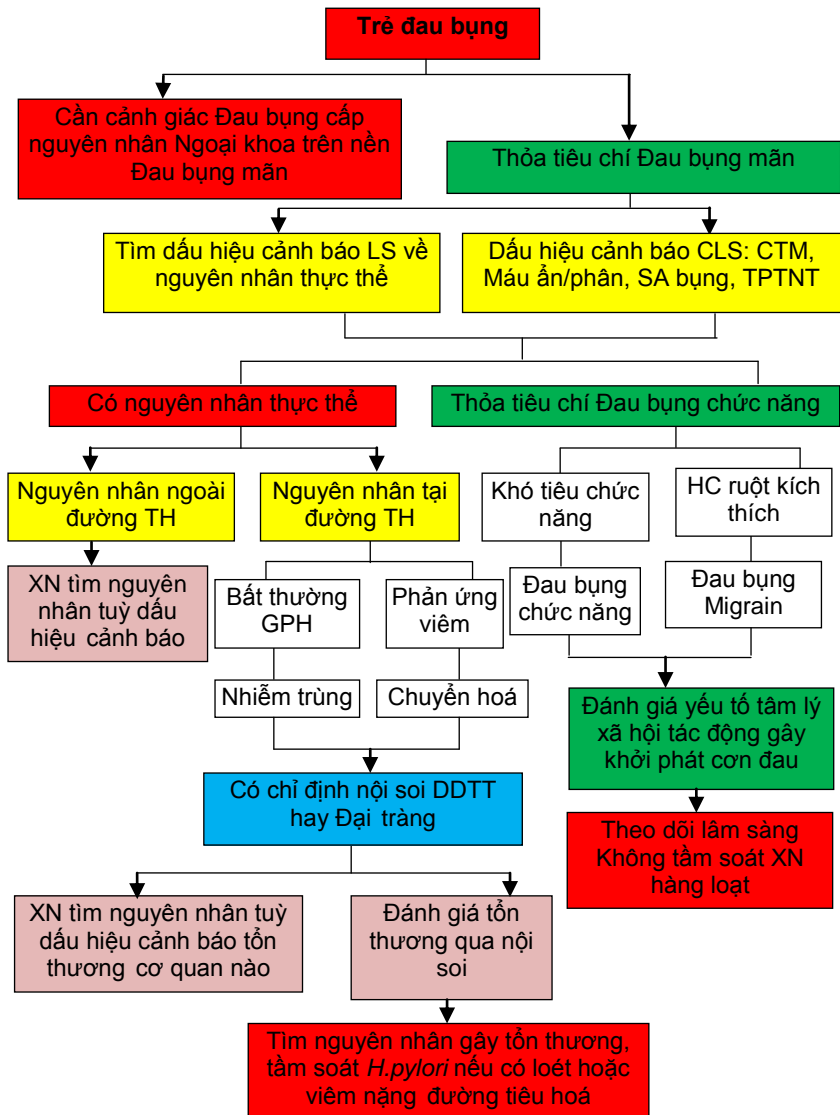 Trẻ đau bụng
Cần cảnh giác Đau bụng cấp
nguyên nhân Ngoại khoa trên nền
Đau bụng mãn
Thỏa tiêu chí Đau bụng mãn
Tìm dấu hiệu cảnh báo LS về
nguyên nhân thực thể
Dấu hiệu cảnh báo CLS: CTM,
Máu ẩn/phân, SA bụng, TPTNT
Có nguyên nhân thực thể
Thỏa tiêu chí Đau bụng chức năng
Nguyên nhân ngoài
đường TH
Nguyên nhân tại
đường TH
Khó tiêu chức
năng
HC ruột kích
thích
XN tìm nguyên
nhân tuỳ dấu
hiệu cảnh báo
Bất thường
GPH
Phản ứng
viêm
Đau bụng
chức năng
Đau bụng
Migrain
Nhiễm trùng
Chuyển hoá
Đánh giá yếu tố tâm lý
xã hội tác động gây
khởi phát cơn đau
Có chỉ định nội soi DDTT
hay Đại tràng
Theo dõi lâm sàng
Không tầm soát XN
hàng loạt
XN tìm nguyên nhân tuỳ
dấu hiệu cảnh báo tổn
thương cơ quan nào
Đánh giá tổn
thương qua nội
soi
Tìm nguyên nhân gây tổn thương,
tầm soát H.pylori nếu có loét hoặc
viêm nặng đường tiêu hoá